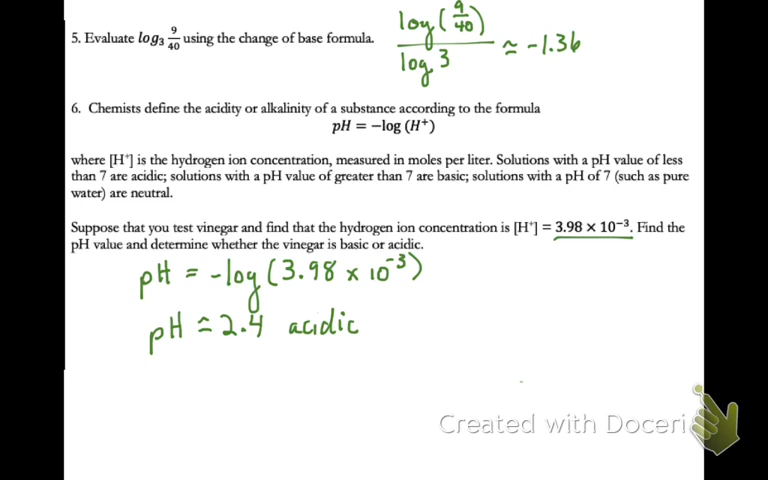 5. Evaluate log₃ 9/40 using the change of base formula. log(9/40) / log 3 ≈ -1.36
6. Chemists define the acidity or alkalinity of a substance according to the formula
pH = −log (H⁺)
where [H⁺] is the hydrogen ion concentration, measured in moles per liter. Solutions with a pH value of less
than 7 are acidic; solutions with a pH value of greater than 7 are basic; solutions with a pH of 7 (such as pure
water) are neutral.
Suppose that you test vinegar and find that the hydrogen ion concentration is [H⁺] = 3.98 × 10⁻³. Find the
pH value and determine whether the vinegar is basic or acidic.
pH = -log(3.98 × 10⁻³)
pH ≈ 2.4 acidic
Created with Doceri